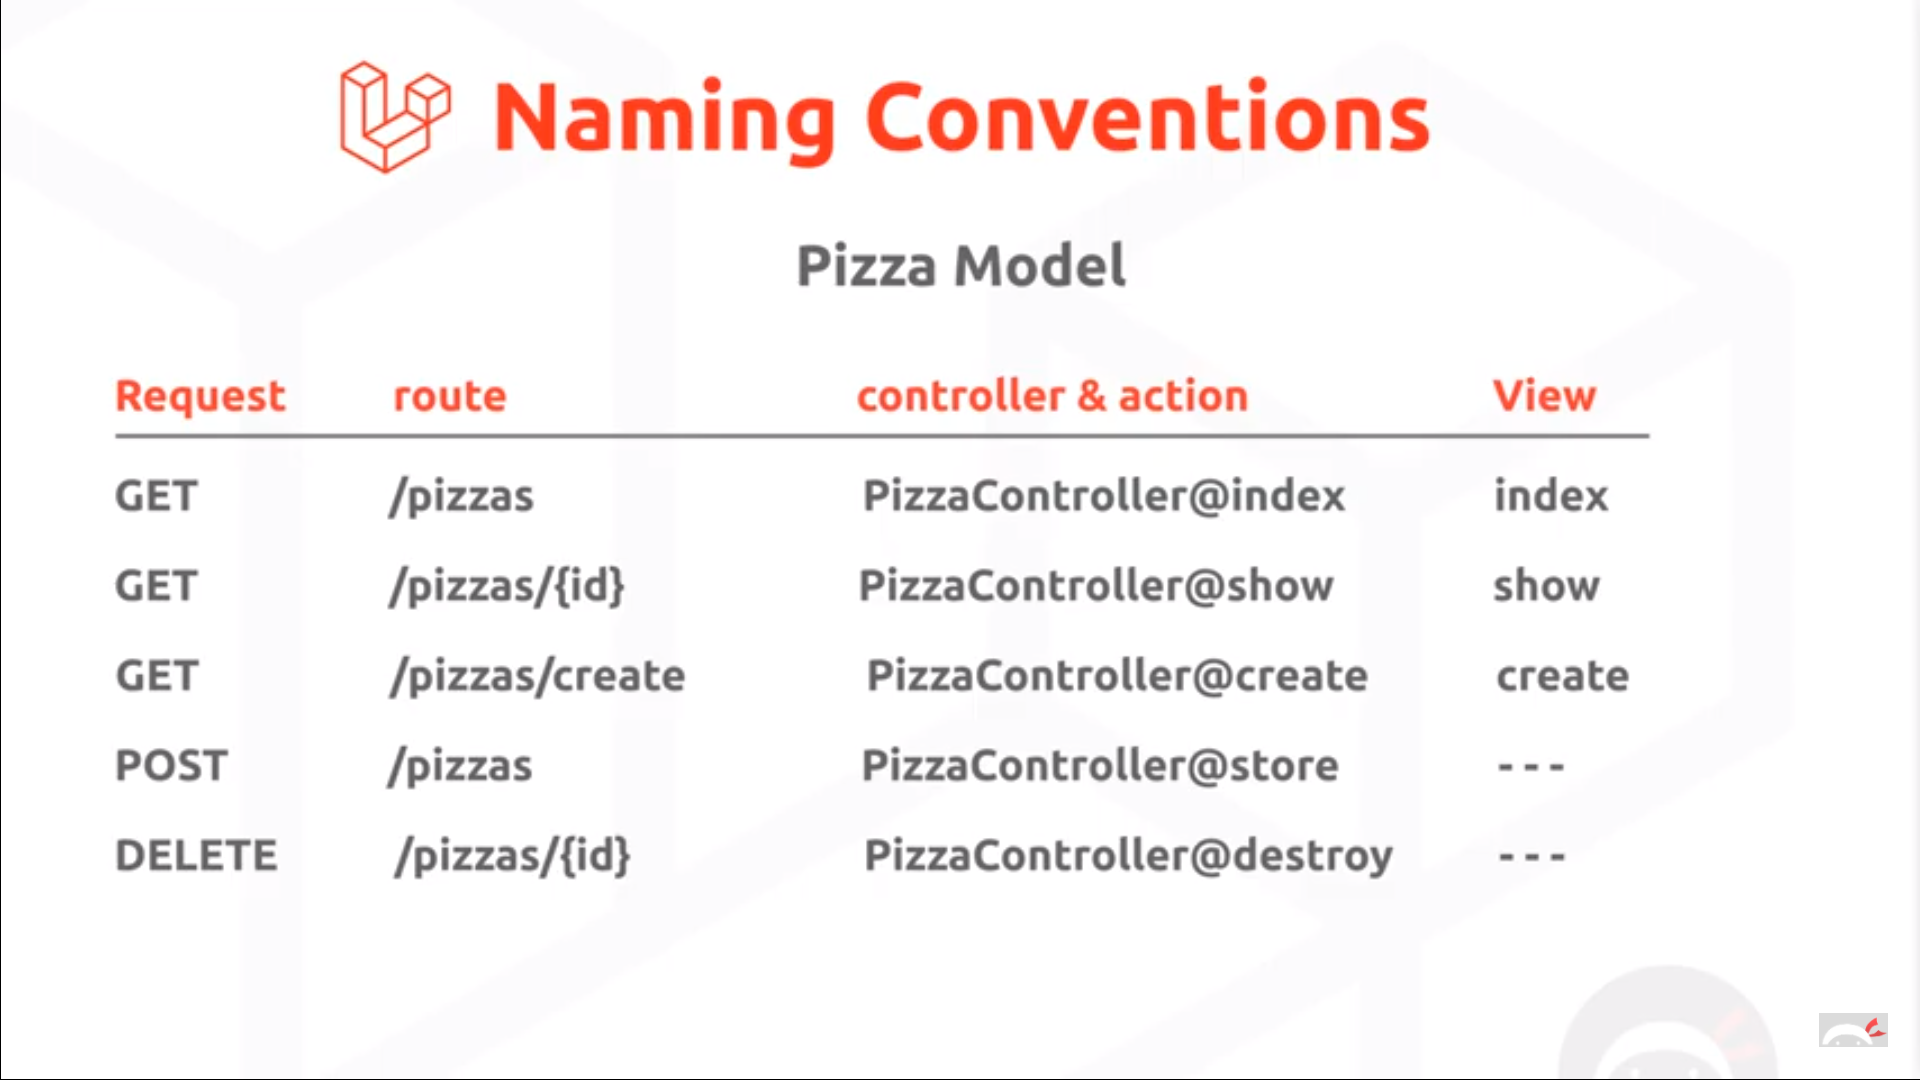 Naming Conventions
Pizza Model
Request route controller & action View
GET /pizzas PizzaController@index index
GET /pizzas/{id} PizzaController@show show
GET /pizzas/create PizzaController@create create
POST /pizzas PizzaController@store - - -
DELETE /pizzas/{id} PizzaController@destroy - - -